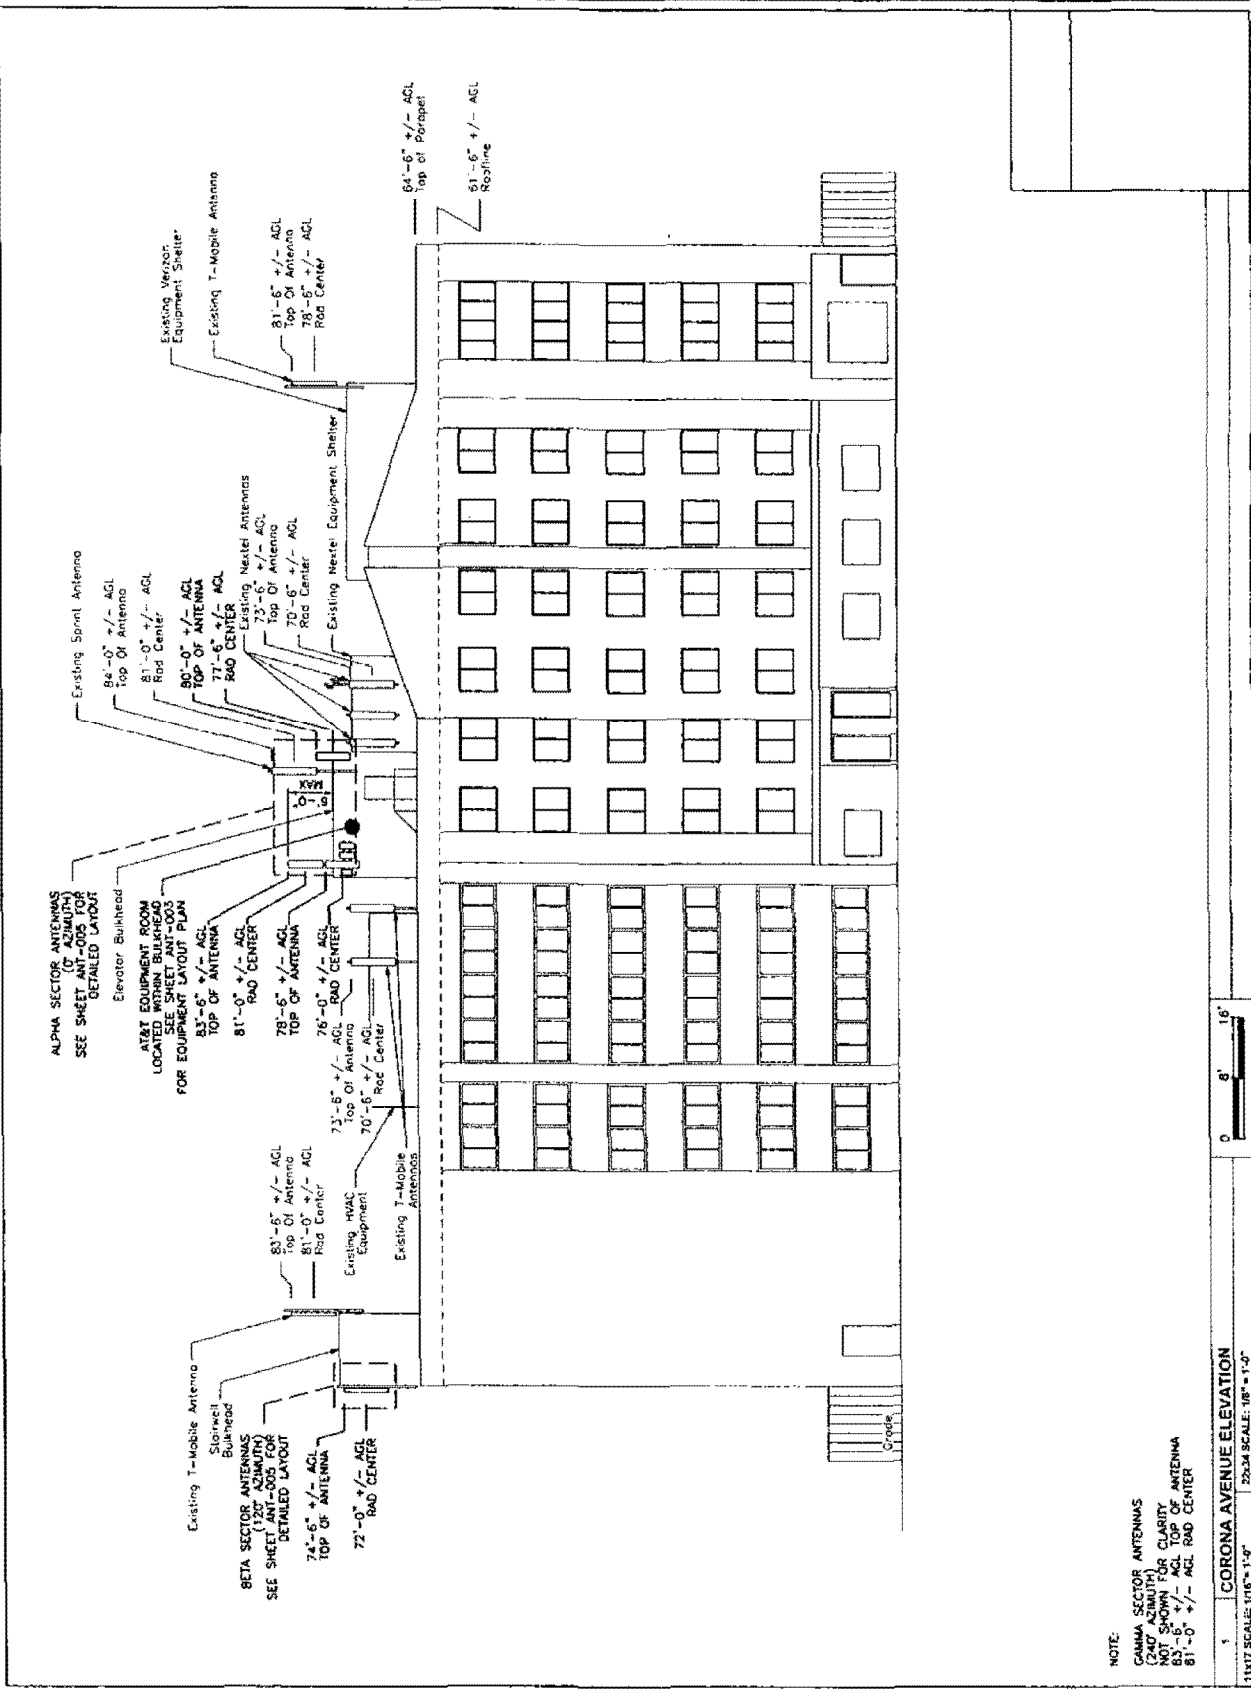 Existing T-Mobile Antenna
Stairwell
Bulkhead
BETA SECTOR ANTENNAS
(120° AZIMUTH)
SEE SHEET ANT-005 FOR
DETAILED LAYOUT
74'-6" +/- AGL
TOP OF ANTENNA
72'-0" +/- AGL
RAD CENTER
83'-6" +/- AGL
Top Of Antenna
81'-0" +/- AGL
Rad Center
Existing HVAC
Equipment
Existing T-Mobile
Antennas
ALPHA SECTOR ANTENNAS
(0° AZIMUTH)
SEE SHEET ANT-005 FOR
DETAILED LAYOUT
Elevator Bulkhead
AT&T EQUIPMENT ROOM
LOCATED WITHIN BULKHEAD
SEE SHEET ANT-003
FOR EQUIPMENT LAYOUT PLAN
83'-6" +/- AGL
TOP OF ANTENNA
81'-0" +/- AGL
RAD CENTER
78'-6" +/- AGL
TOP OF ANTENNA
76'-0" +/- AGL
RAD CENTER
73'-6" +/- AGL
Top Of Antenna
70'-6" +/- AGL
Rad Center
MAX
Existing Sprint Antenna
84'-0" +/- AGL
Top Of Antenna
81'-0" +/- AGL
Rad Center
80'-0" +/- AGL
TOP OF ANTENNA
77'-6" +/- AGL
RAD CENTER
Existing Nextel Antennas
73'-6" +/- AGL
Top Of Antenna
70'-6" +/- AGL
Rad Center
Existing Nextel Equipment Shelter
Existing Verizon
Equipment Shelter
Existing T-Mobile Antenna
81'-6" +/- AGL
Top Of Antenna
78'-6" +/- AGL
Rad Center
64'-6" +/- AGL
Top of Parapet
61'-6" +/- AGL
Roofline
Grade
NOTE:
GAMMA SECTOR ANTENNAS
(240° AZIMUTH)
NOT SHOWN FOR CLARITY
83'-6" +/- AGL TOP OF ANTENNA
81'-0" +/- AGL RAD CENTER
1 CORONA AVENUE ELEVATION
11x17 SCALE: 1/16" = 1'-0" 22x34 SCALE: 1/8" = 1'-0"
0 8' 16'